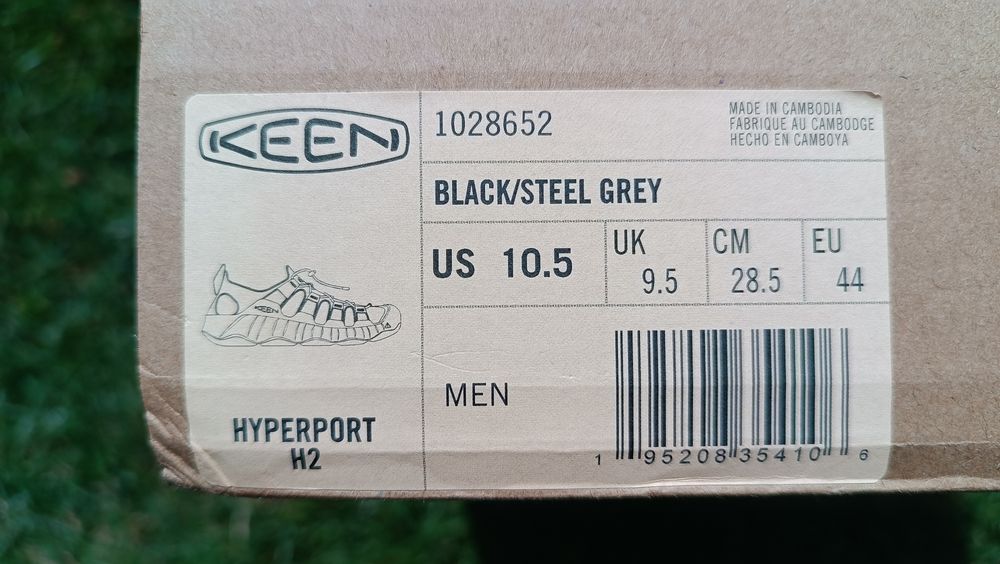 KEEN
1028652
MADE IN CAMBODIA
FABRIQUE AU CAMBODGE
HECHO EN CAMBOYA
BLACK/STEEL GREY
US 10.5
UK
9.5
CM
28.5
EU
44
KEEN
MEN
HYPERPORT
H2
1 95208 35410 6